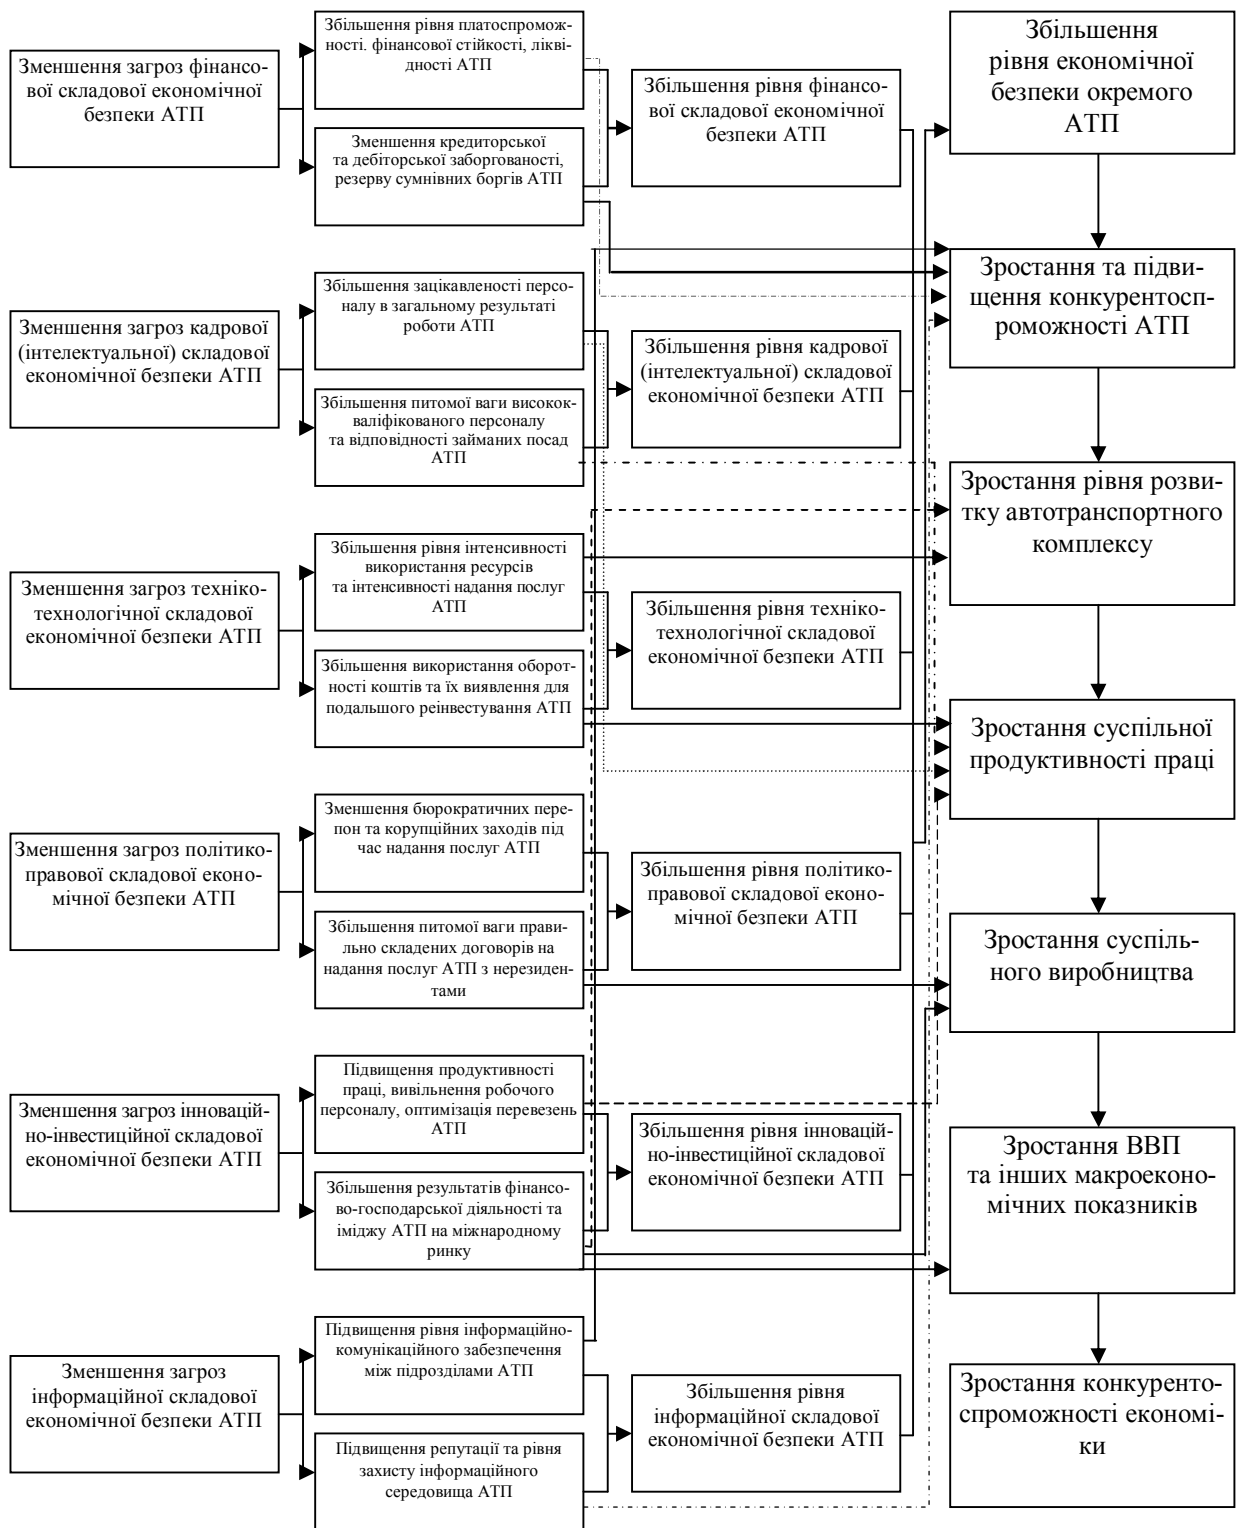 Зменшення загроз фінансо-
вої складової економічної
безпеки АТП
Збільшення рівня платоспромож-
ності. фінансової стійкості, лікві-
дності АТП
Зменшення кредиторської
та дебіторської заборгованості,
резерву сумнівних боргів АТП
Збільшення рівня фінансо-
вої складової економічної
безпеки АТП
Збільшення
рівня економічної
безпеки окремого
АТП
Зменшення загроз кадрової
(інтелектуальної) складової
економічної безпеки АТП
Збільшення зацікавленості персо-
налу в загальному результаті
роботи АТП
Збільшення питомої ваги високок-
валіфікованого персоналу
та відповідності займаних посад
АТП
Збільшення рівня кадрової
(інтелектуальної) складової
економічної безпеки АТП
Зростання та підви-
щення конкурентосп-
роможності АТП
Зростання рівня розви-
тку автотранспортного
комплексу
Зменшення загроз техніко-
технологічної складової
економічної безпеки АТП
Збільшення рівня інтенсивності
використання ресурсів
та інтенсивності надання послуг
АТП
Збільшення використання оборот-
ності коштів та їх виявлення для
подальшого реінвестування АТП
Збільшення рівня техніко-
технологічної складової
економічної безпеки АТП
Зростання суспільної
продуктивності праці
Зменшення загроз політико-
правової складової еконо-
мічної безпеки АТП
Зменшення бюрократичних пере-
пон та корупційних заходів під
час надання послуг АТП
Збільшення питомої ваги прави-
льно складених договорів на
надання послуг АТП з нерезиден-
тами
Збільшення рівня політико-
правової складової еконо-
мічної безпеки АТП
Зростання суспіль-
ного виробництва
Зменшення загроз інновацій-
но-інвестиційної складової
економічної безпеки АТП
Підвищення продуктивності
праці, вивільнення робочого
персоналу, оптимізація перевезень
АТП
Збільшення результатів фінансо-
во-господарської діяльності та
іміджу АТП на міжнародному
ринку
Збільшення рівня інновацій-
но-інвестиційної складової
економічної безпеки АТП
Зростання ВВП
та інших макроеконо-
мічних показників
Зменшення загроз
інформаційної складової
економічної безпеки АТП
Підвищення рівня інформаційно-
комунікаційного забезпечення
між підрозділами АТП
Підвищення репутації та рівня
захисту інформаційного
середовища АТП
Збільшення рівня
інформаційної складової
економічної безпеки АТП
Зростання конкуренто-
спроможності економі-
ки